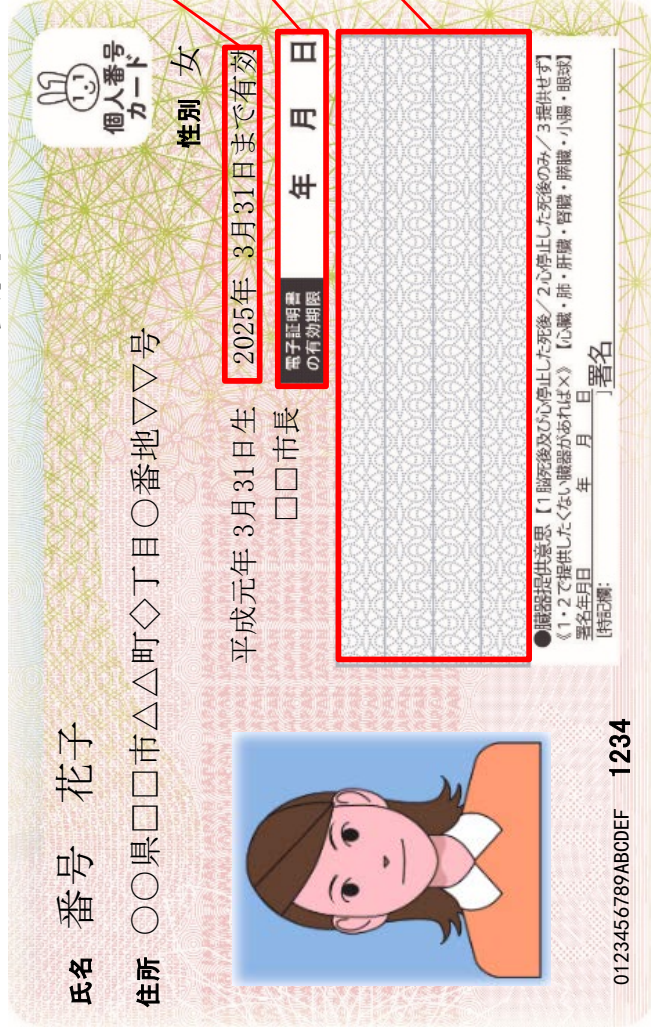 氏名 番号 花子
個人番号
カード
住所 〇〇県□□市△△町◇丁目〇番地▽▽号
性別 女
平成元年 3月31日生
2025年 3月31日まで有効
□□市長
電子証明書
の有効期限
年 月 日
●臓器提供意思【1脳死後及び心停止した死後/2心停止した死後のみ/3提供せず】
《1・2で提供したくない臓器があれば×》【心臓・肺・肝臓・腎臓・膵臓・小腸・眼球】
署名年月日 年 月 日
[特記欄: ]署名
0123456789ABCDEF 1234